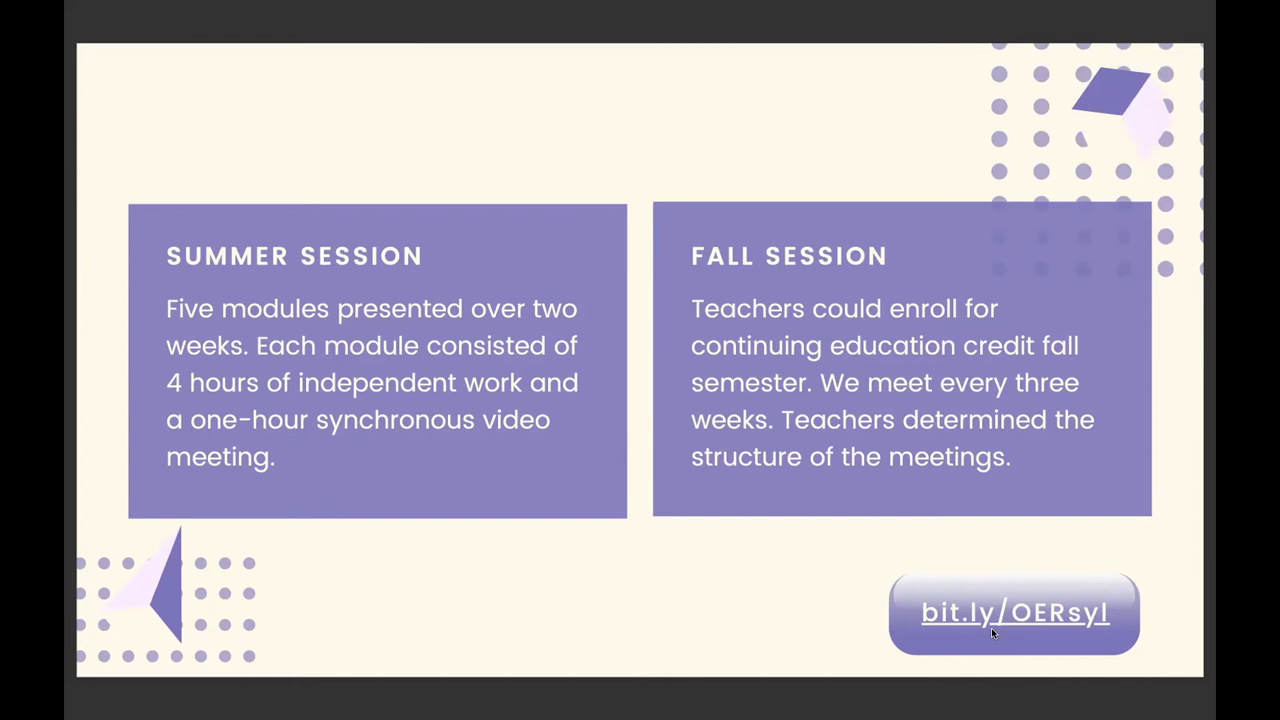 SUMMER SESSION
Five modules presented over two
weeks. Each module consisted of
4 hours of independent work and
a one-hour synchronous video
meeting.
FALL SESSION
Teachers could enroll for
continuing education credit fall
semester. We meet every three
weeks. Teachers determined the
structure of the meetings.
bit.ly/OERsyl